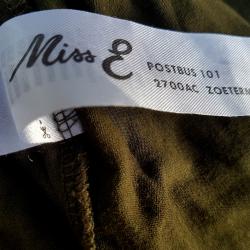 Miss E
POSTBUS 101
2700AC ZOETERM